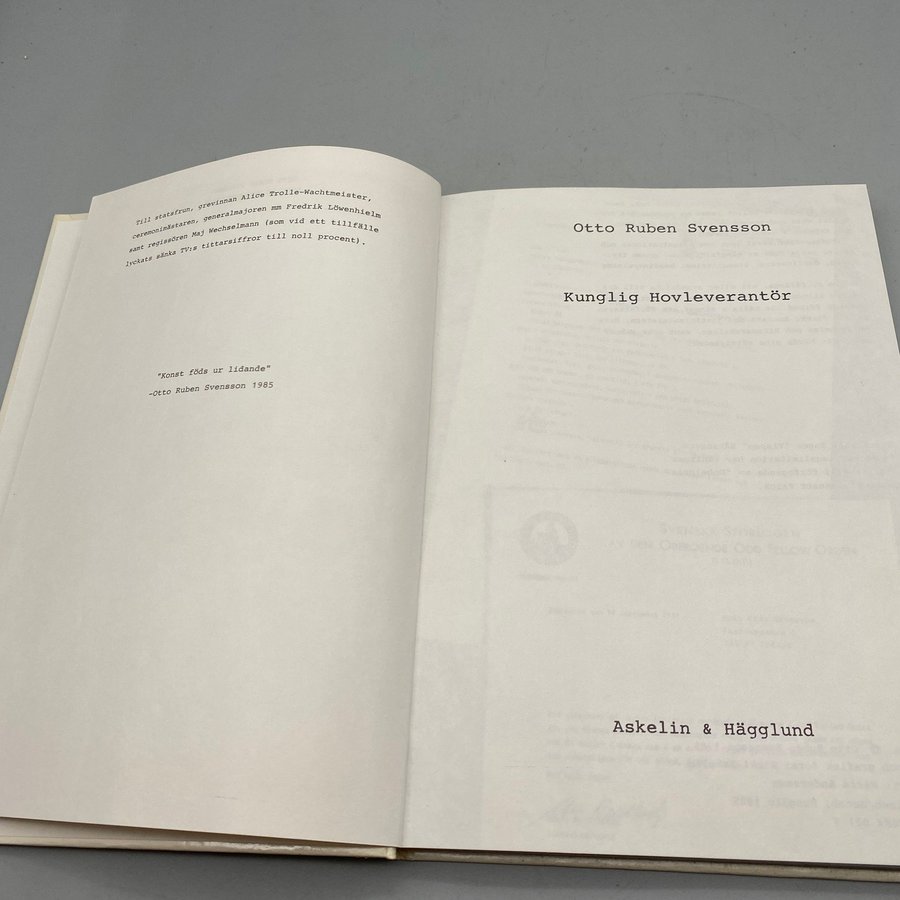 Till statsfrun, grevinnan Alice Trolle-Wachtmeister,
ceremonimästaren, generalmajoren mm Fredrik Löwenhielm
samt regissören Maj Wechselmann (som vid ett tillfälle
lyckats sänka TV:s tittarsiffror till noll procent).
"Konst föds ur lidande"
-Otto Ruben Svensson 1985
Otto Ruben Svensson
Kunglig Hovleverantör
Askelin & Hägglund